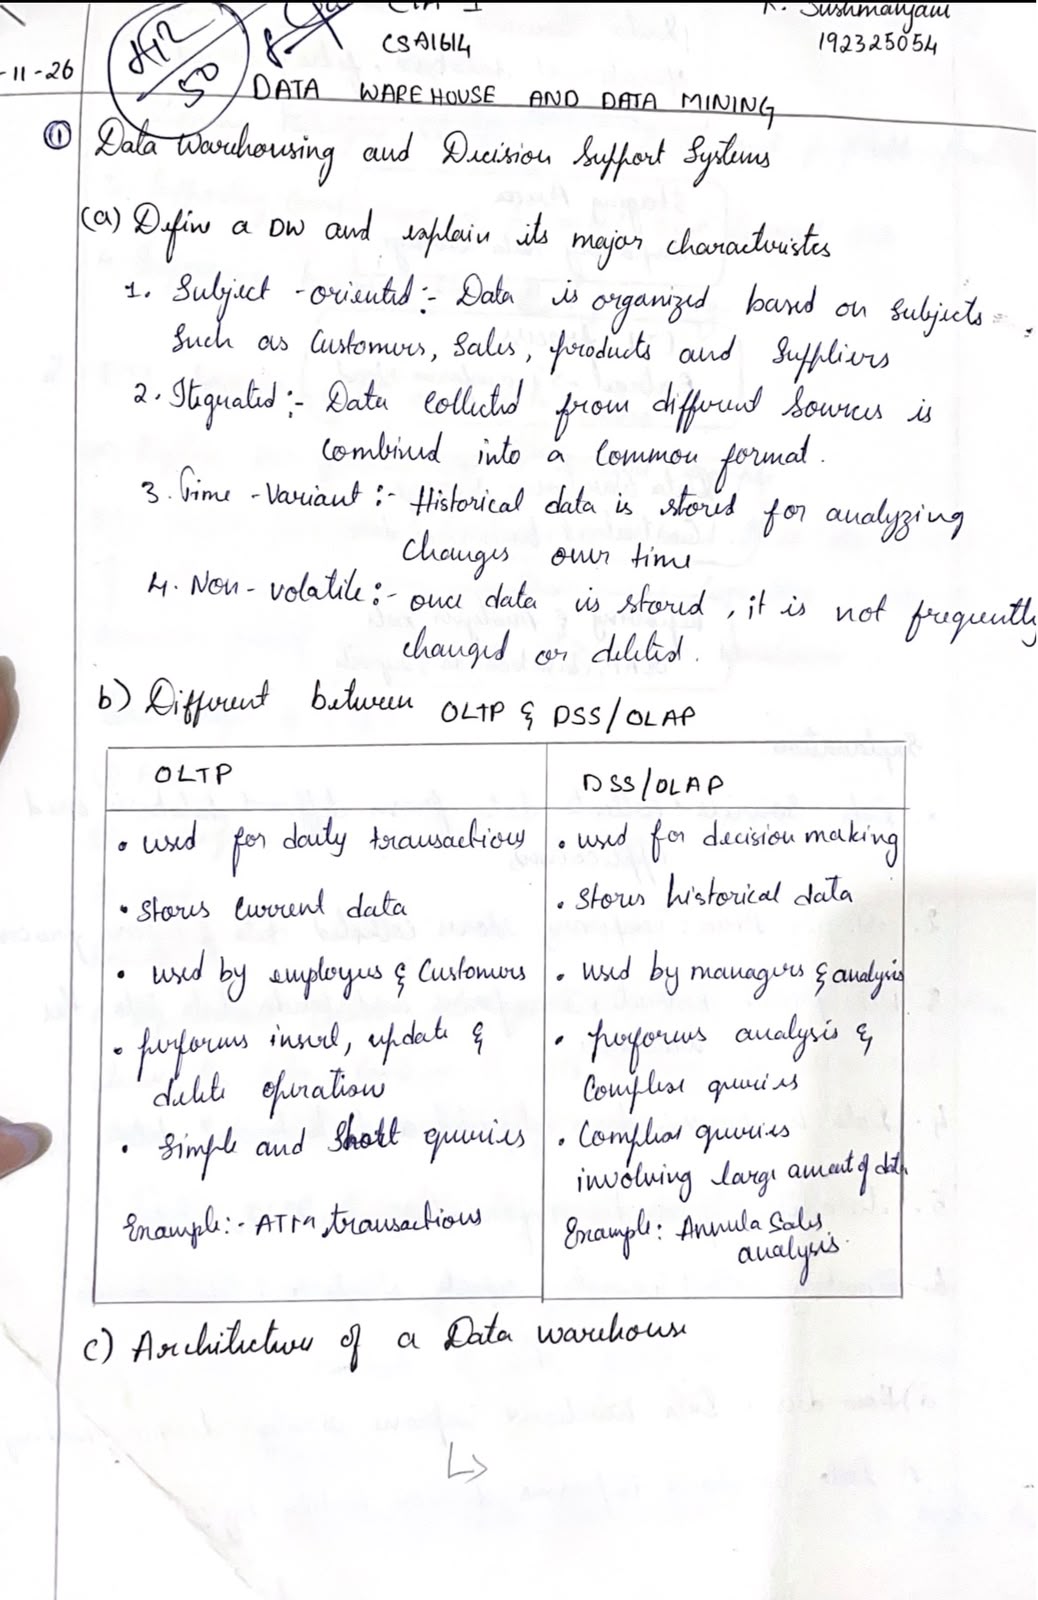 CSA1614
192325054
-11-26
50
DATA WAREHOUSE AND DATA MINING
① Data Warehousing and Decision Support Systems
(a) Define a DW and explain its major characteristes
1. Subject - oriented :- Data is organized based on subjects
Such as Customers, Sales, products and Suppliers
2. Itegrated :- Data Collected from different Sources is
Combined into a Common format.
3. Time - Variant :- Historical data is stored for analyzing
Changes over time
4. Non - volatile :- once data is stored, it is not frequently
changed or deleted.
b) Different between OLTP & DSS/OLAP
OLTP
DSS/OLAP
• used for daily transactions
• used for decision making
• Stores Current data
• Stores historical data
• used by employees & Customers
• used by managers & analysis
• performs insert, update &
delete operation
• performs analysis &
Complex queries
• Simple and Short queries
• Complex queries
involving large amount of data
Example:- ATM transactions
Example: Annula Sales
analysis.
c) Architecture of a Data warehouse